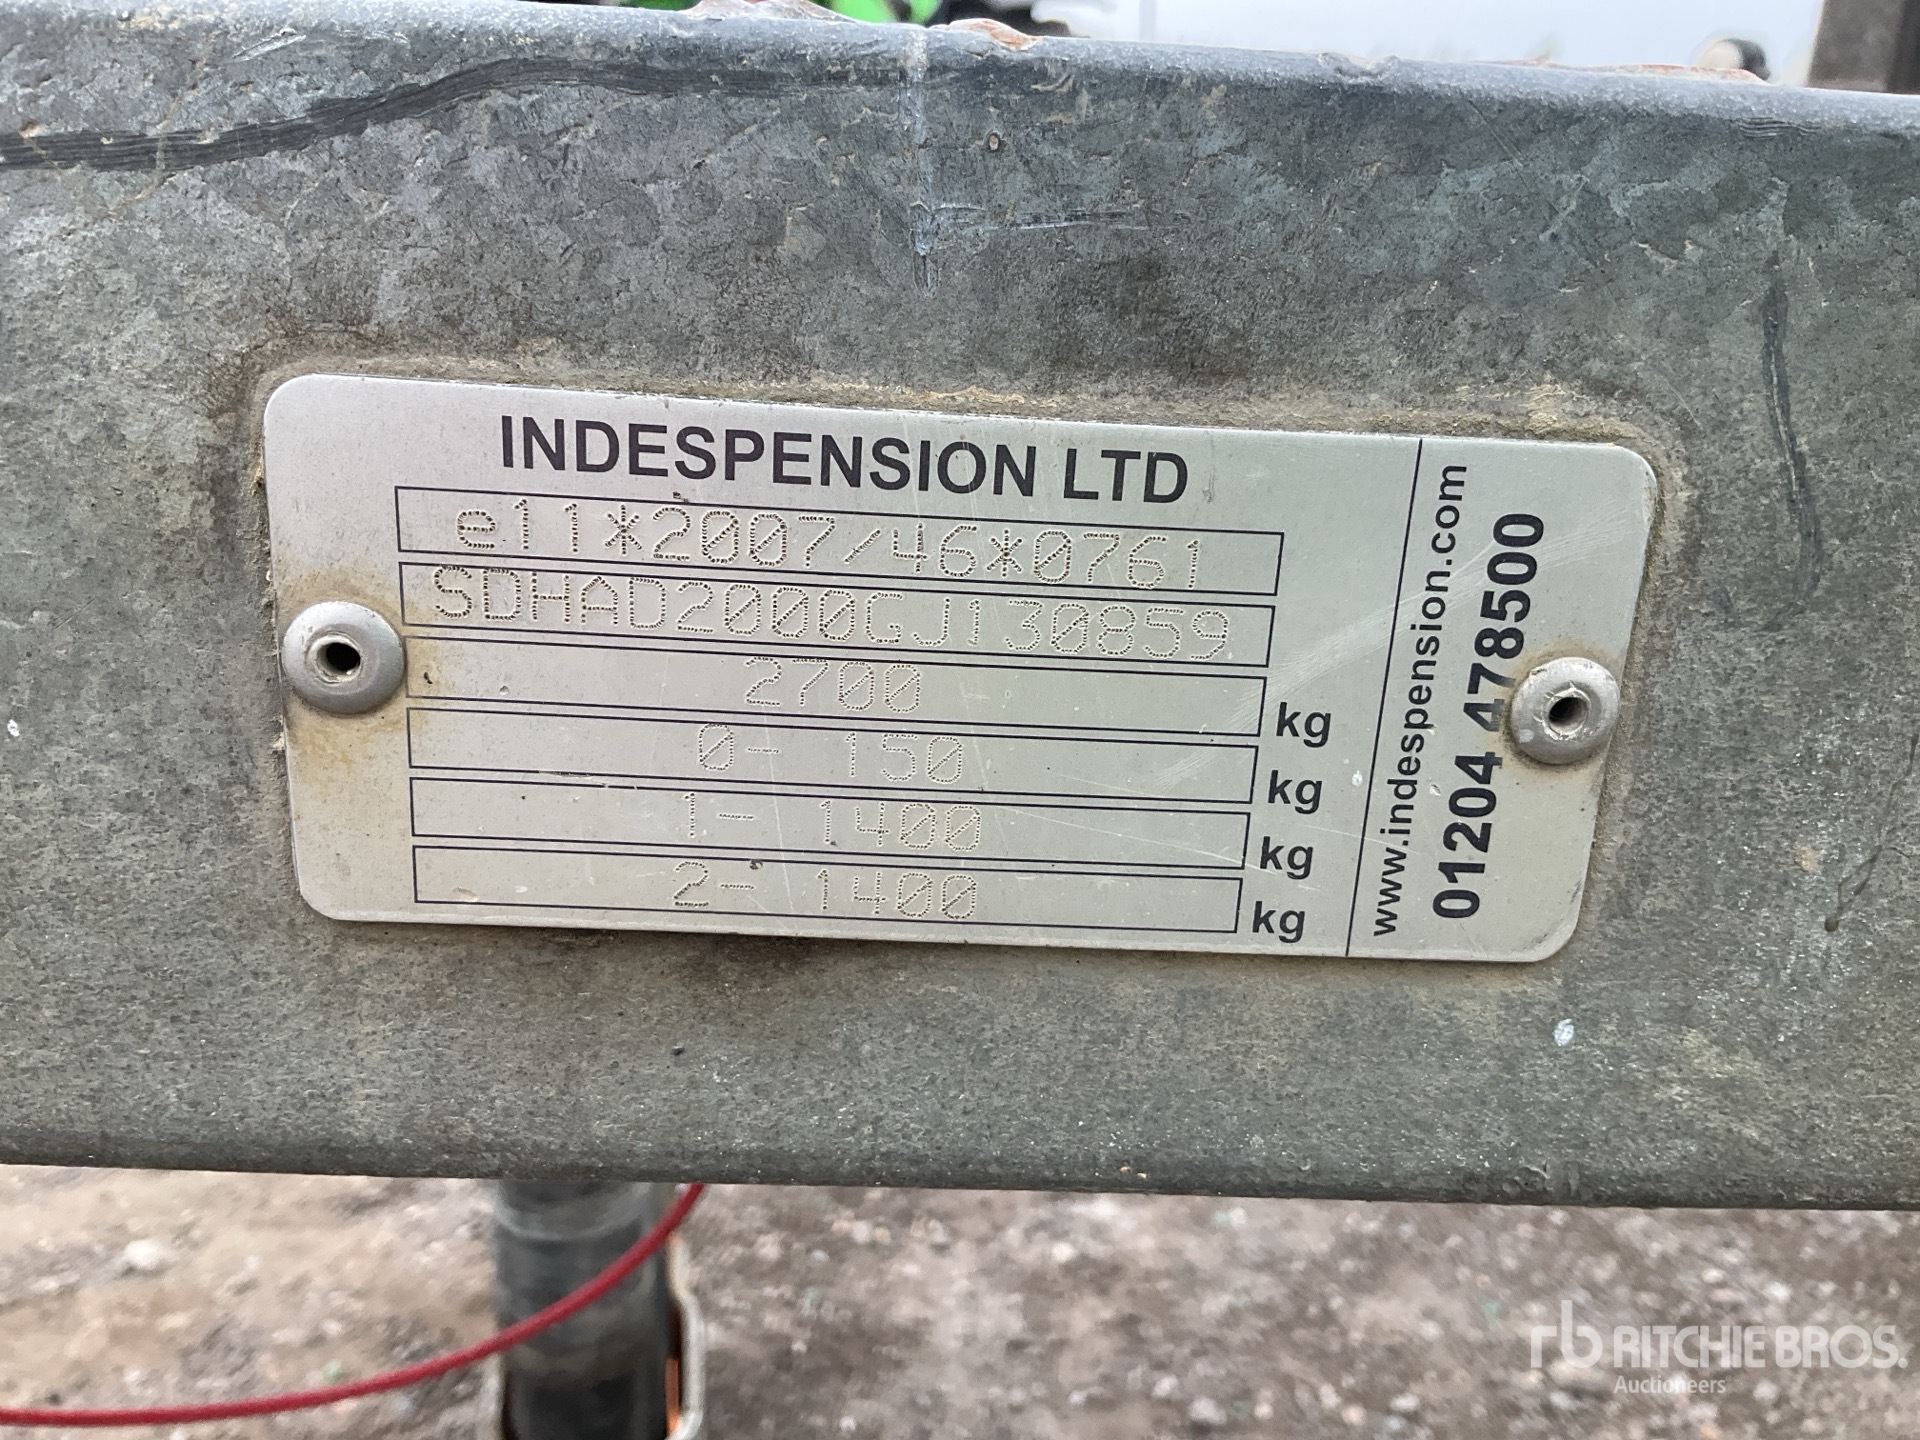 INDESPENSION LTD
e11*2007/46*0761
SDHAD2000GJ130859
2700 kg
0- 150 kg
1- 1400 kg
2- 1400 kg
www.indespension.com
01204 478500
rb RITCHIE BROS.
Auctioneers